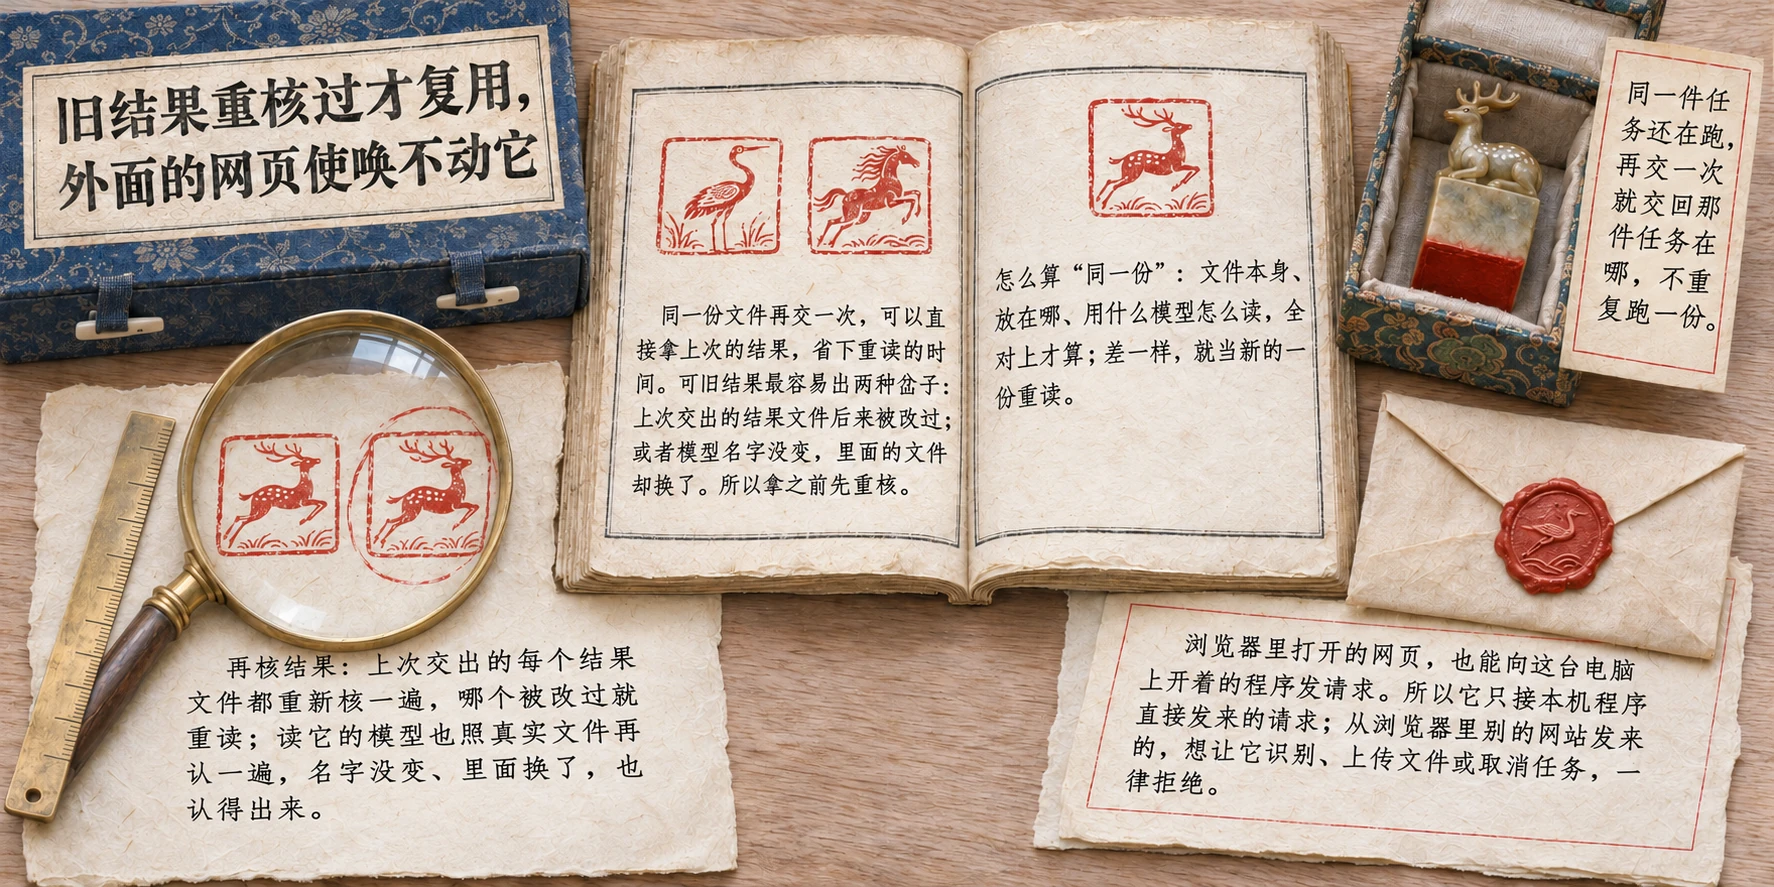 旧结果重核过才复用，
外面的网页使唤不动它
同一份文件再交一次，可以直
接拿上次的结果，省下重读的时
间。可旧结果最容易出两种岔子：
上次交出的结果文件后来被改过；
或者模型名字没变，里面的文件
却换了。所以拿之前先重核。
怎么算“同一份”：文件本身、
放在哪、用什么模型怎么读，全
对上才算；差一样，就当新的一
份重读。
同一件任
务还在跑，
再交一次
就交回那
件任务在
哪，不重
复跑一份。
再核结果：上次交出的每个结果
文件都重新核一遍，哪个被改过就
重读；读它的模型也照真实文件再
认一遍，名字没变、里面换了，也
认得出来。
浏览器里打开的网页，也能向这台电脑
上开着的程序发请求。所以它只接本机程序
直接发来的请求；从浏览器里别的网站发来
的，想让它识别、上传文件或取消任务，一
律拒绝。